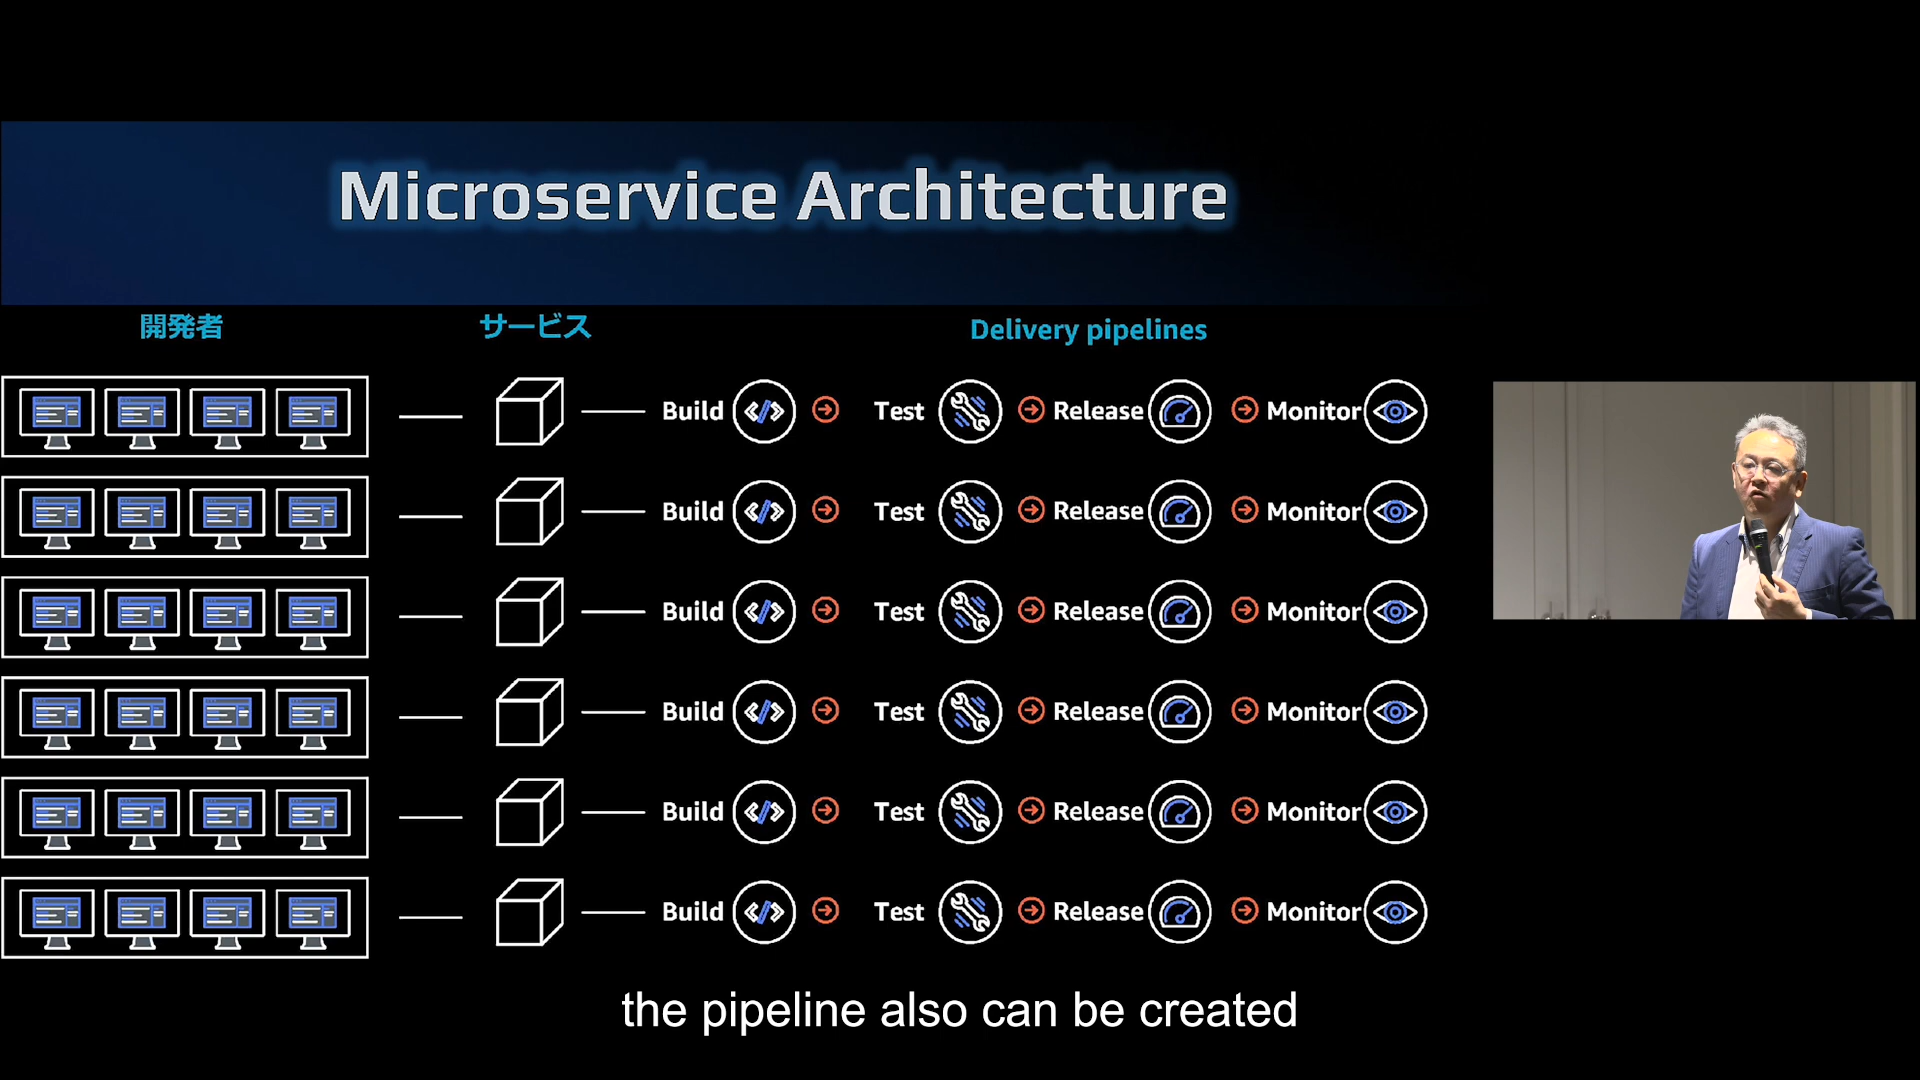 Microservice Architecture
開発者 サービス Delivery pipelines
Build Test Release Monitor
Build Test Release Monitor
Build Test Release Monitor
Build Test Release Monitor
Build Test Release Monitor
Build Test Release Monitor
the pipeline also can be created